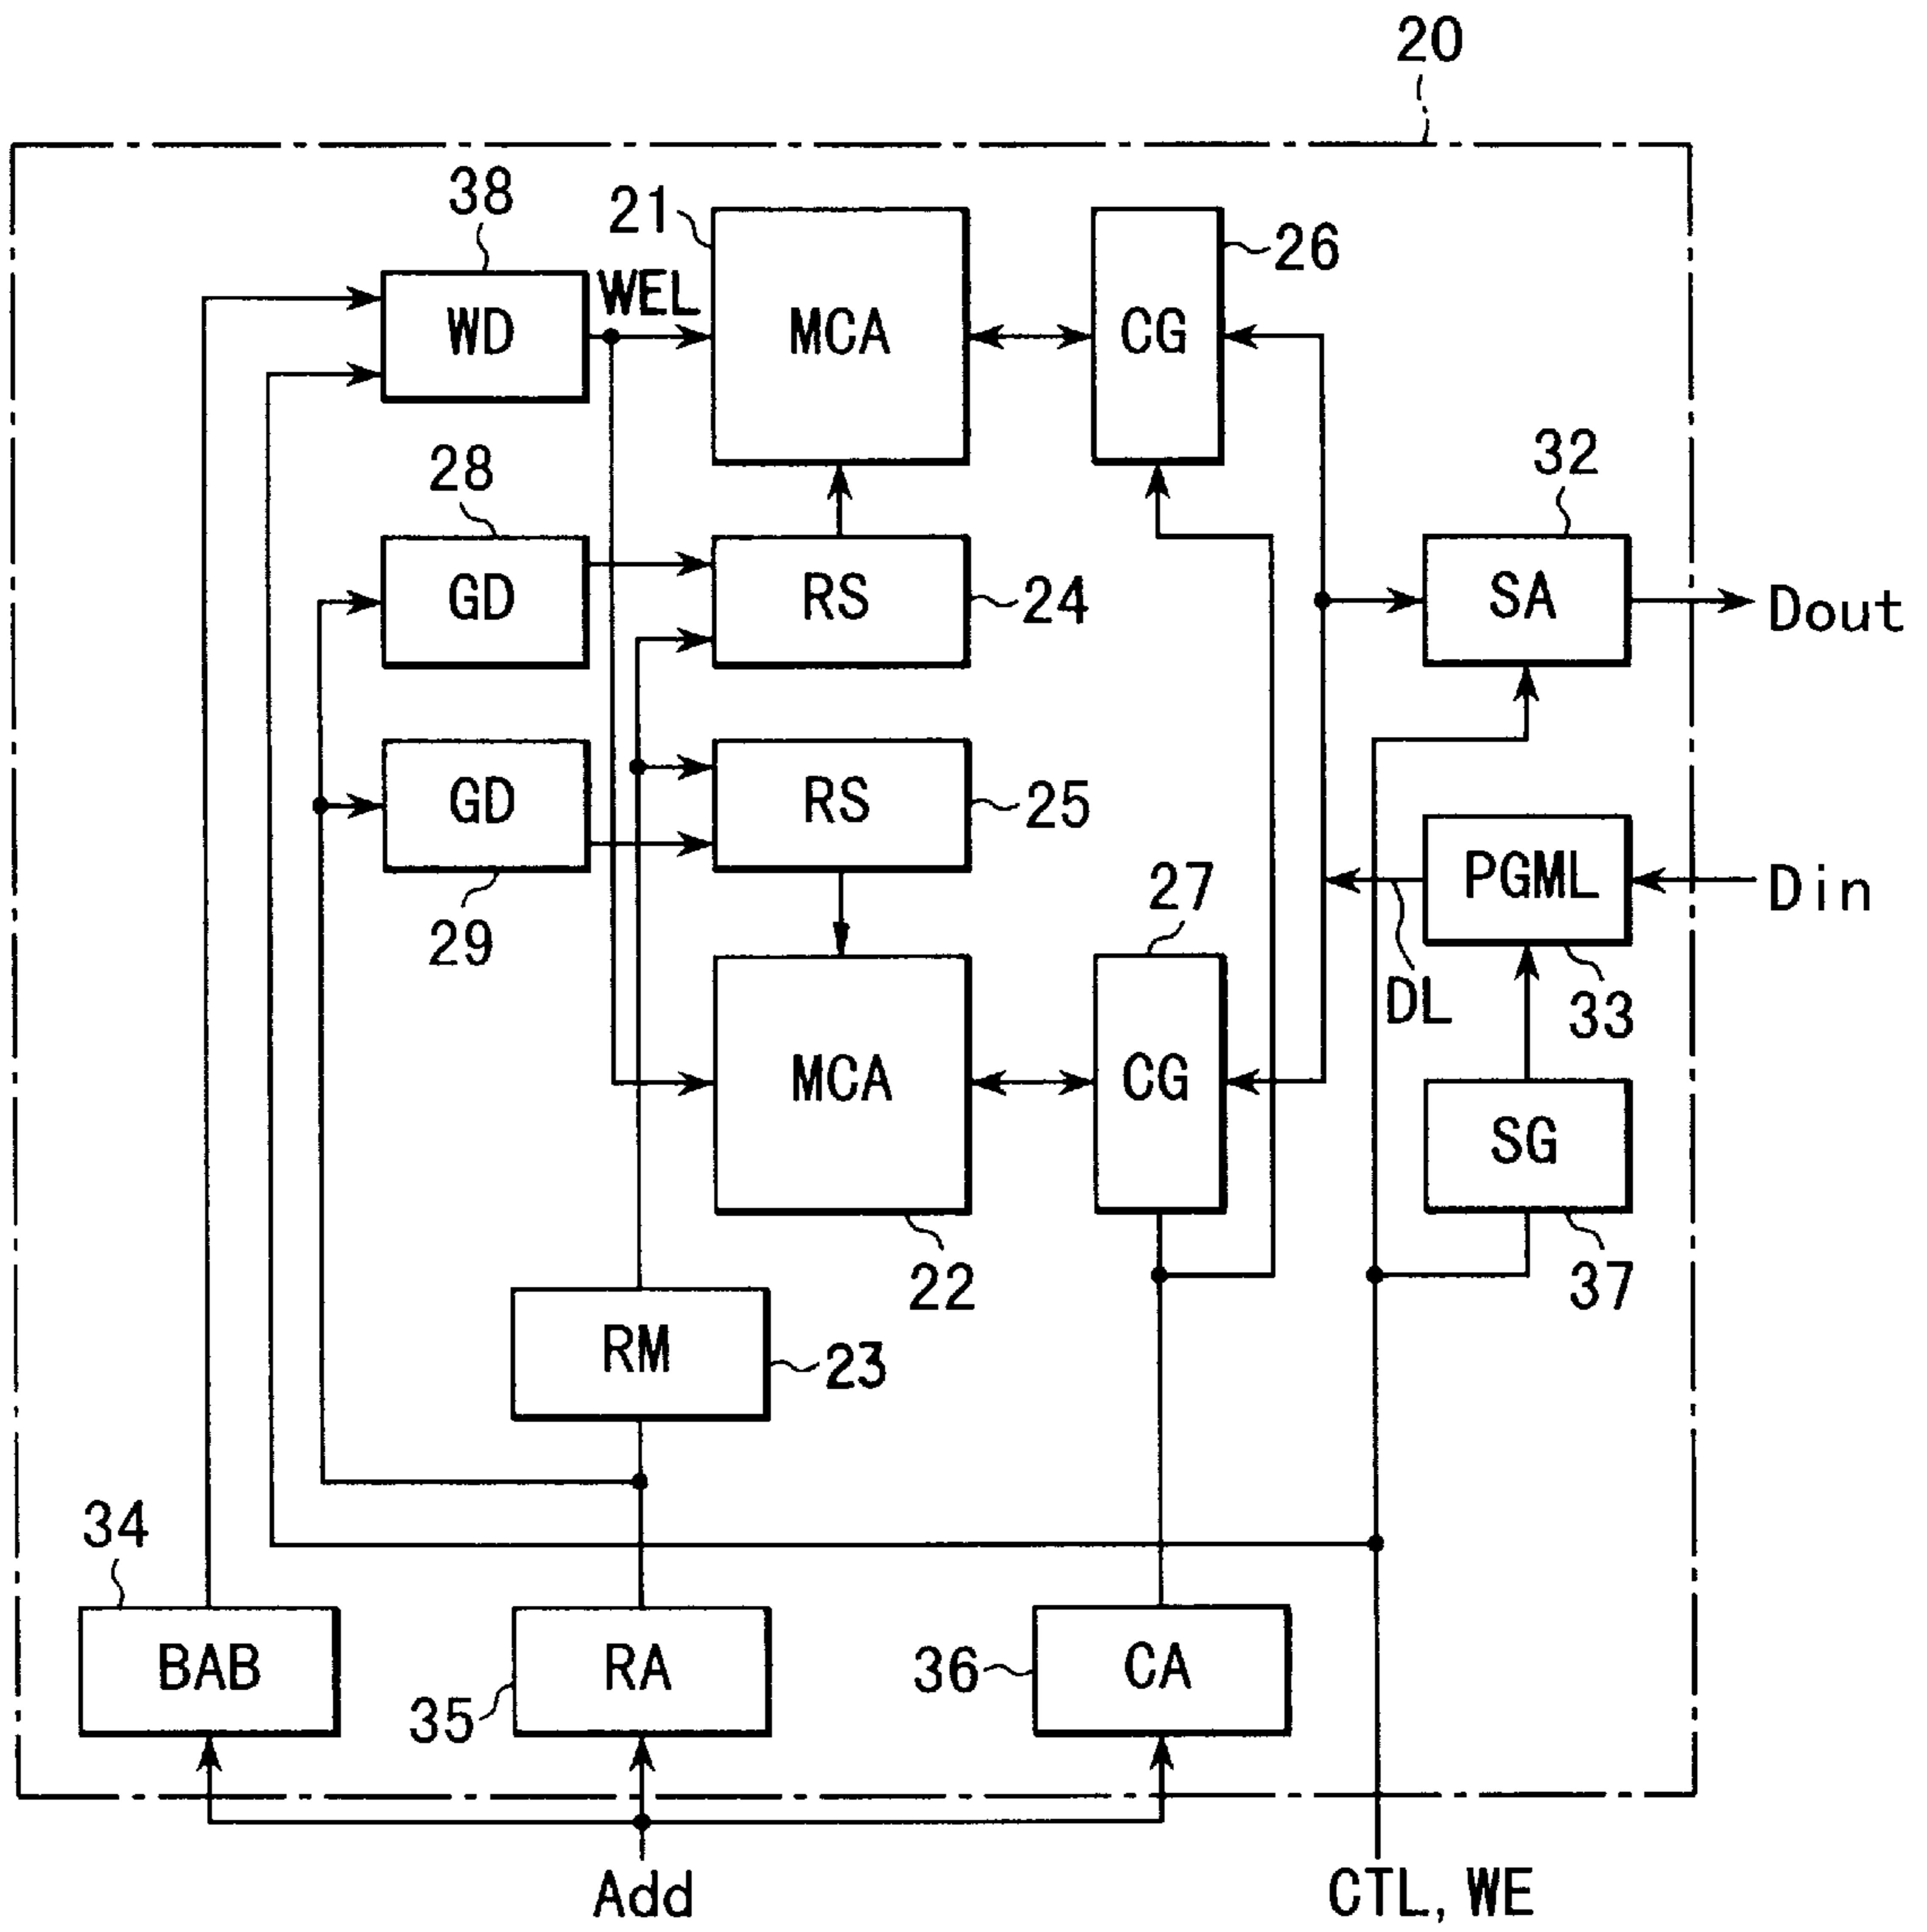 20
38
21
26
WEL
WD
MCA
CG
28
32
GD
RS
24
SA
Dout
GD
RS
25
27
PGML
Din
29
DL
33
MCA
CG
SG
22
37
RM
23
34
BAB
35
RA
36
CA
Add
CTL, WE